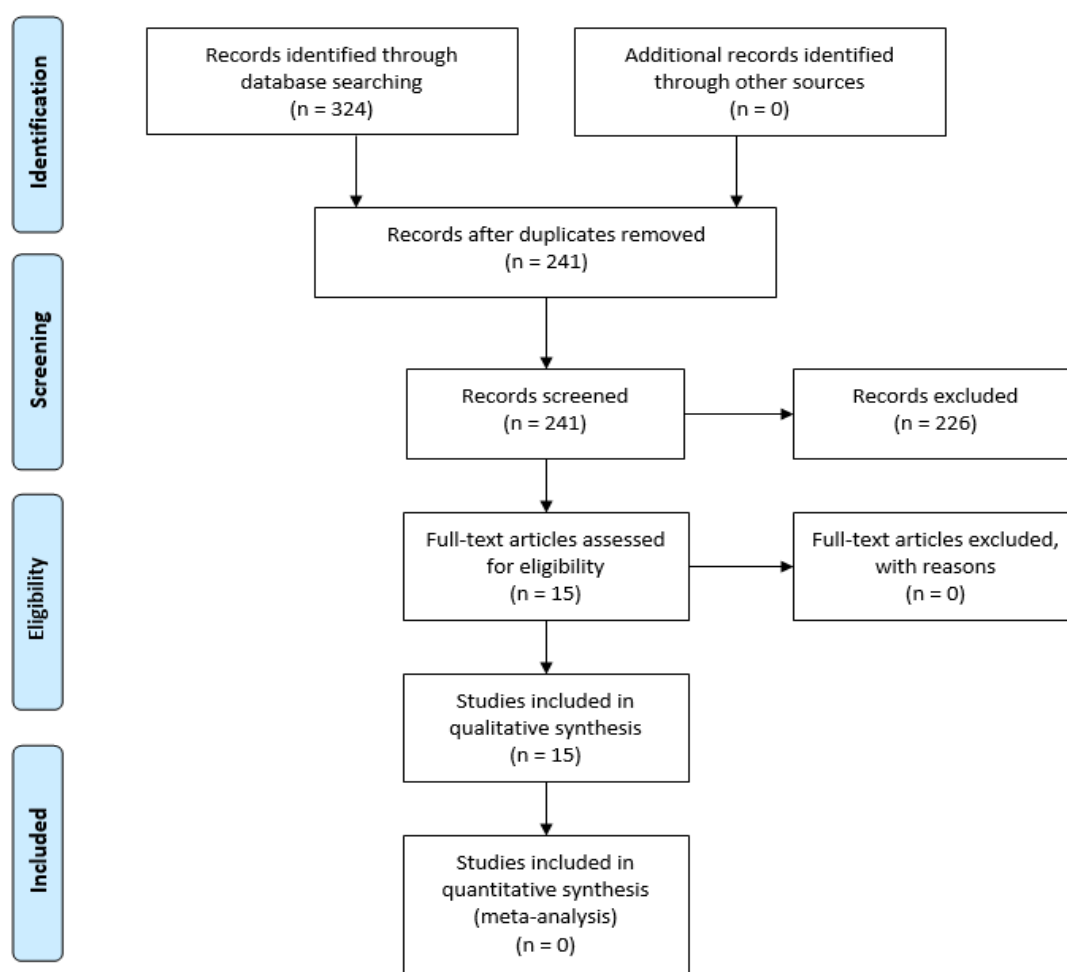 Identification
Records identified through
database searching
(n = 324)
Additional records identified
through other sources
(n = 0)
Records after duplicates removed
(n = 241)
Screening
Records screened
(n = 241)
Records excluded
(n = 226)
Eligibility
Full-text articles assessed
for eligibility
(n = 15)
Full-text articles excluded,
with reasons
(n = 0)
Studies included in
qualitative synthesis
(n = 15)
Included
Studies included in
quantitative synthesis
(meta-analysis)
(n = 0)